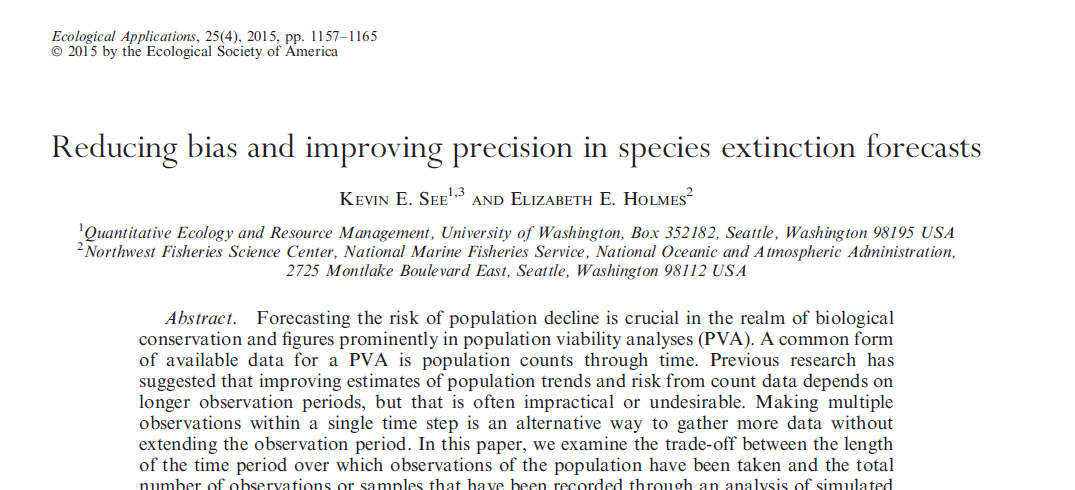 Ecological Applications, 25(4), 2015, pp. 1157–1165
© 2015 by the Ecological Society of America
Reducing bias and improving precision in species extinction forecasts
KEVIN E. SEE1,3 AND ELIZABETH E. HOLMES2
1Quantitative Ecology and Resource Management, University of Washington, Box 352182, Seattle, Washington 98195 USA
2Northwest Fisheries Science Center, National Marine Fisheries Service, National Oceanic and Atmospheric Administration,
2725 Montlake Boulevard East, Seattle, Washington 98112 USA
Abstract. Forecasting the risk of population decline is crucial in the realm of biological
conservation and figures prominently in population viability analyses (PVA). A common form
of available data for a PVA is population counts through time. Previous research has
suggested that improving estimates of population trends and risk from count data depends on
longer observation periods, but that is often impractical or undesirable. Making multiple
observations within a single time step is an alternative way to gather more data without
extending the observation period. In this paper, we examine the trade-off between the length
of the time period over which observations of the population have been taken and the total
number of observations or samples that have been recorded through an analysis of simulated